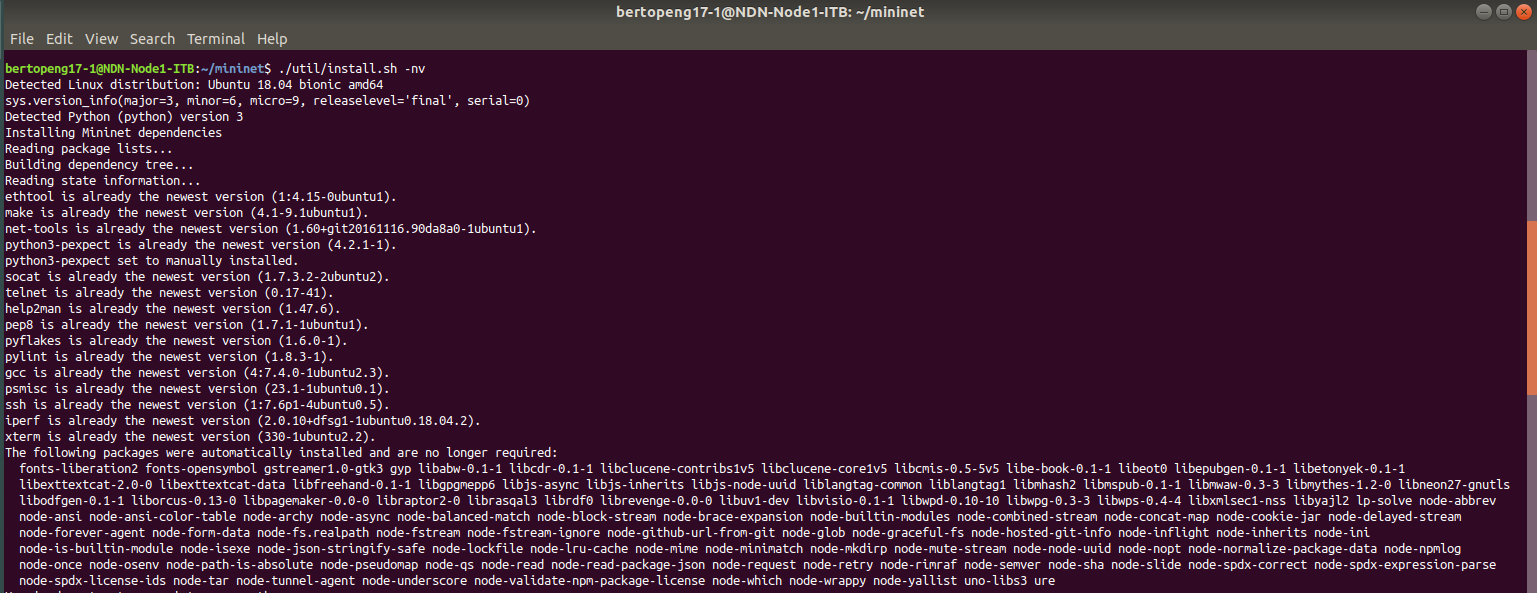 bertopeng17-1@NDN-Node1-ITB: ~/mininet
File Edit View Search Terminal Help
bertopeng17-1@NDN-Node1-ITB:~/mininet$ ./util/install.sh -nv
Detected Linux distribution: Ubuntu 18.04 bionic amd64
sys.version_info(major=3, minor=6, micro=9, releaselevel='final', serial=0)
Detected Python (python) version 3
Installing Mininet dependencies
Reading package lists...
Building dependency tree...
Reading state information...
ethtool is already the newest version (1:4.15-0ubuntu1).
make is already the newest version (4.1-9.1ubuntu1).
net-tools is already the newest version (1.60+git20161116.90da8a0-1ubuntu1).
python3-pexpect is already the newest version (4.2.1-1).
python3-pexpect set to manually installed.
socat is already the newest version (1.7.3.2-2ubuntu2).
telnet is already the newest version (0.17-41).
help2man is already the newest version (1.47.6).
pep8 is already the newest version (1.7.1-1ubuntu1).
pyflakes is already the newest version (1.6.0-1).
pylint is already the newest version (1.8.3-1).
gcc is already the newest version (4:7.4.0-1ubuntu2.3).
psmisc is already the newest version (23.1-1ubuntu0.1).
ssh is already the newest version (1:7.6p1-4ubuntu0.5).
iperf is already the newest version (2.0.10+dfsg1-1ubuntu0.18.04.2).
xterm is already the newest version (330-1ubuntu2.2).
The following packages were automatically installed and are no longer required:
fonts-liberation2 fonts-opensymbol gstreamer1.0-gtk3 gyp libabw-0.1-1 libcdr-0.1-1 libclucene-contribs1v5 libclucene-core1v5 libcmis-0.5-5v5 libe-book-0.1-1 libeot0 libepubgen-0.1-1 libetonyek-0.1-1
libexttextcat-2.0-0 libexttextcat-data libfreehand-0.1-1 libgpgmepp6 libjs-async libjs-inherits libjs-node-uuid liblangtag-common liblangtag1 libmhash2 libmspub-0.1-1 libmwaw-0.3-3 libmythes-1.2-0 libneon27-gnutls
libodfgen-0.1-1 liborcus-0.13-0 libpagemaker-0.0-0 libraptor2-0 librasqal3 librdf0 librevenge-0.0-0 libuv1-dev libvisio-0.1-1 libwpd-0.10-10 libwpg-0.3-3 libwps-0.4-4 libxmlsec1-nss libyajl2 lp-solve node-abbrev
node-ansi node-ansi-color-table node-archy node-async node-balanced-match node-block-stream node-brace-expansion node-builtin-modules node-combined-stream node-concat-map node-cookie-jar node-delayed-stream
node-forever-agent node-form-data node-fs.realpath node-fstream node-fstream-ignore node-github-url-from-git node-glob node-graceful-fs node-hosted-git-info node-inflight node-inherits node-ini
node-is-builtin-module node-isexe node-json-stringify-safe node-lockfile node-lru-cache node-mime node-minimatch node-mkdirp node-mute-stream node-node-uuid node-nopt node-normalize-package-data node-npmlog
node-once node-osenv node-path-is-absolute node-pseudomap node-qs node-read node-read-package-json node-request node-retry node-rimraf node-semver node-sha node-slide node-spdx-correct node-spdx-expression-parse
node-spdx-license-ids node-tar node-tunnel-agent node-underscore node-validate-npm-package-license node-which node-wrappy node-yallist uno-libs3 ure